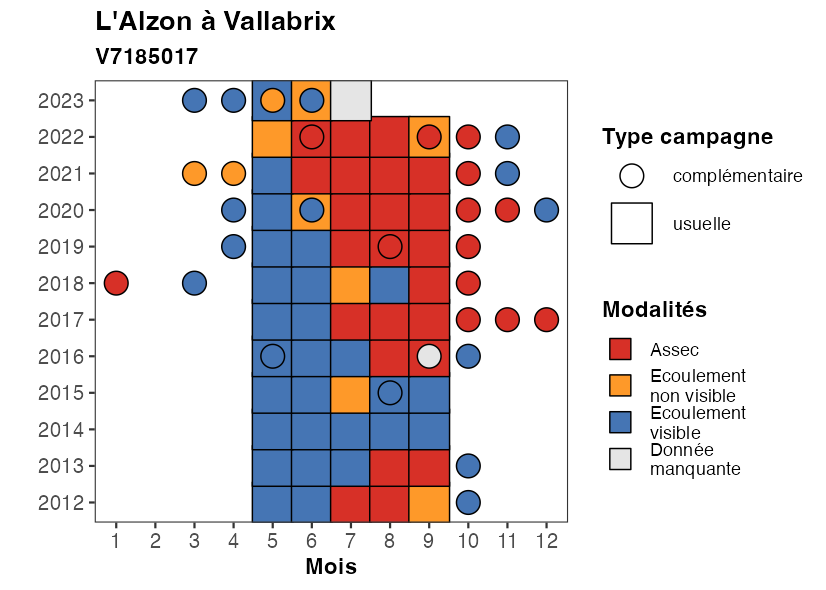 L'Alzon à Vallabrix
V7185017
2023
2022
2021
2020
2019
2018
2017
2016
2015
2014
2013
2012
1 2 3 4 5 6 7 8 9 10 11 12
Mois
Type campagne
complémentaire
usuelle
Modalités
Assec
Ecoulement
non visible
Ecoulement
visible
Donnée
manquante